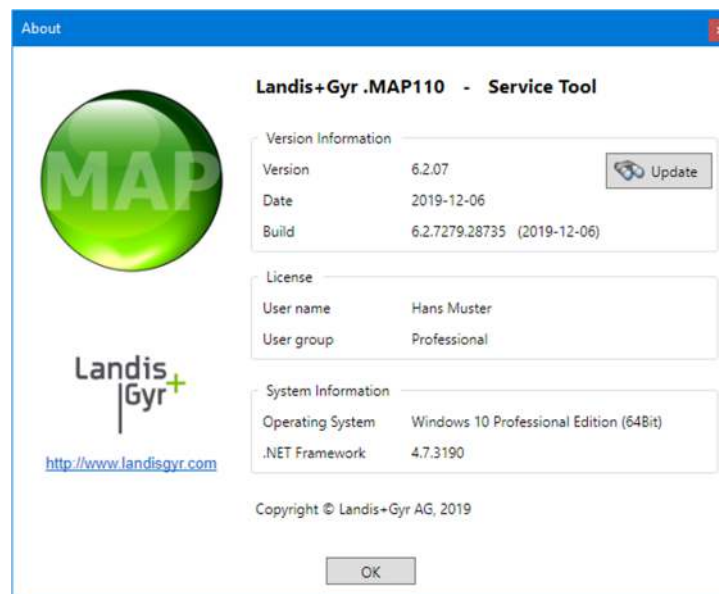 About
Landis+Gyr .MAP110 - Service Tool
MAP
Version Information
Version 6.2.07
Update
Date 2019-12-06
Build 6.2.7279.28735 (2019-12-06)
License
User name Hans Muster
User group Professional
Landis+
Gyr
System Information
Operating System Windows 10 Professional Edition (64Bit)
.NET Framework 4.7.3190
http://www.landisgyr.com
Copyright © Landis+Gyr AG, 2019
OK